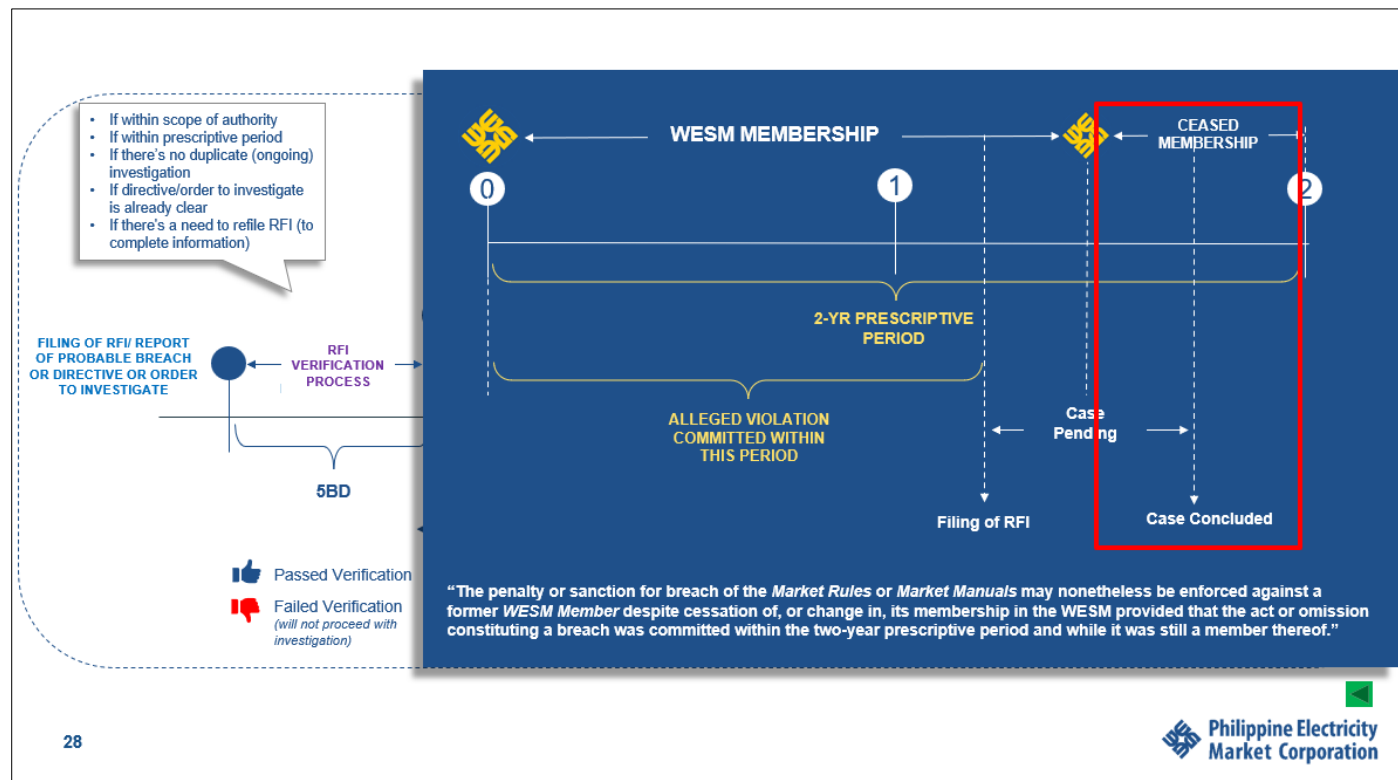 If within scope of authority
If within prescriptive period
If there's no duplicate (ongoing)
investigation
If directive/order to investigate
is already clear
If there's a need to refile RFI (to
complete information)
FILING OF RFI/ REPORT
OF PROBABLE BREACH
OR DIRECTIVE OR ORDER
TO INVESTIGATE
RFI
VERIFICATION
PROCESS
5BD
Passed Verification
Failed Verification
(will not proceed with
investigation)
WESM MEMBERSHIP
CEASED
MEMBERSHIP
0
1
2
2-YR PRESCRIPTIVE
PERIOD
ALLEGED VIOLATION
COMMITTED WITHIN
THIS PERIOD
Case
Pending
Filing of RFI
Case Concluded
“The penalty or sanction for breach of the Market Rules or Market Manuals may nonetheless be enforced against a
former WESM Member despite cessation of, or change in, its membership in the WESM provided that the act or omission
constituting a breach was committed within the two-year prescriptive period and while it was still a member thereof.”
28
Philippine Electricity
Market Corporation